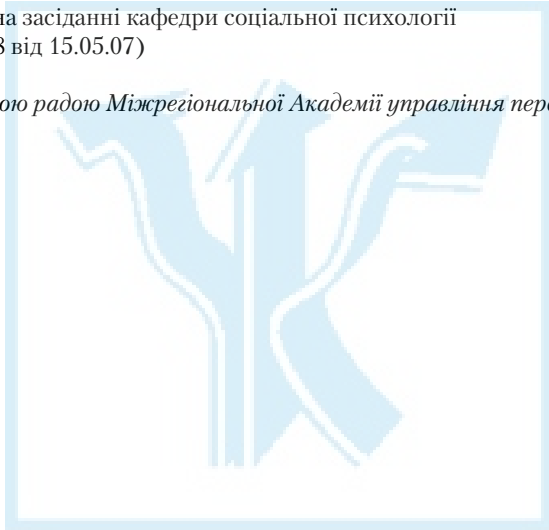 на засіданні кафедри соціальної психології
8 від 15.05.07)
ою радою Міжрегіональної Академії управління перс